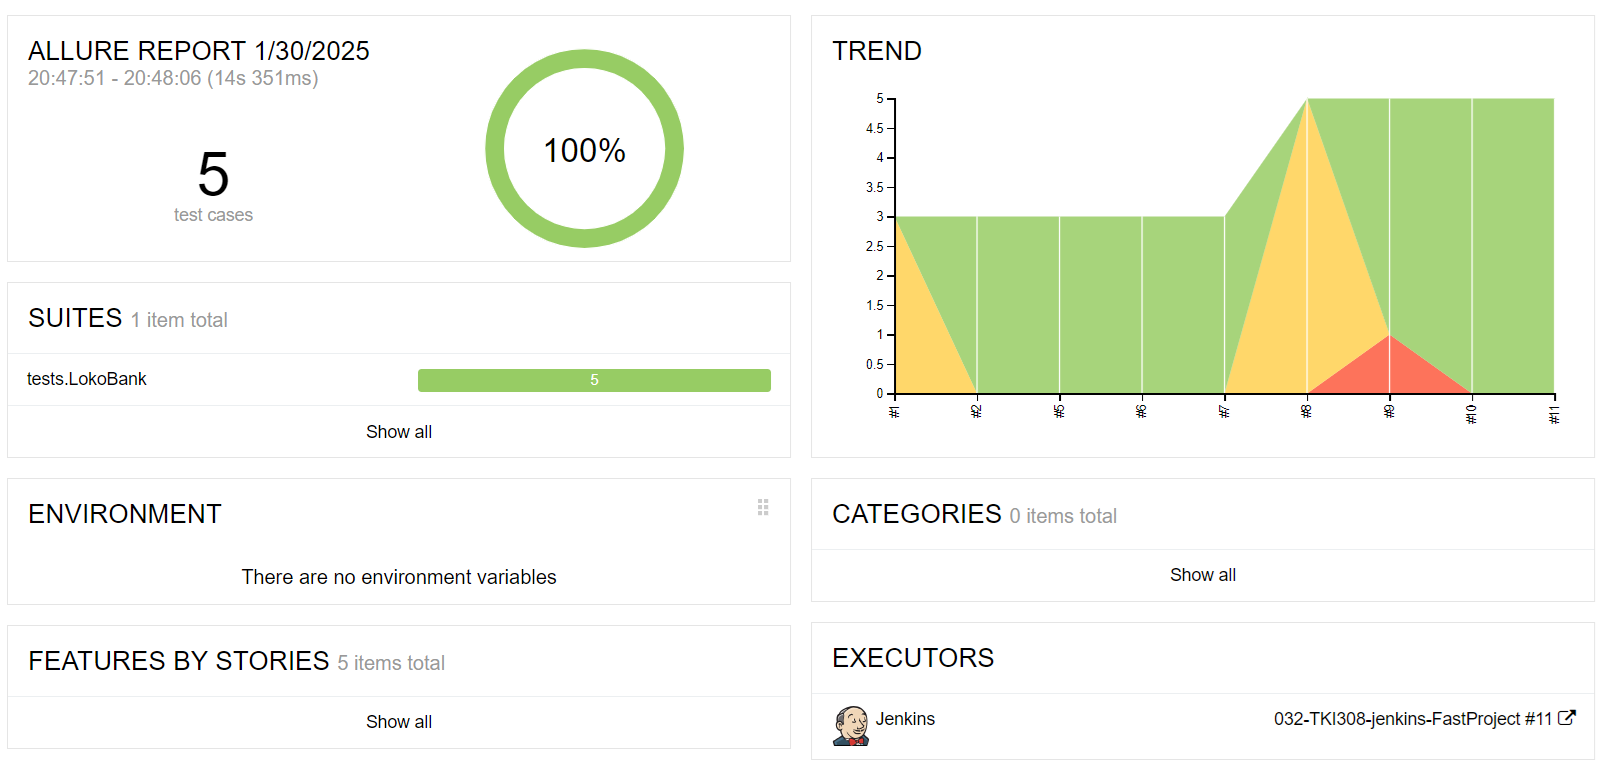 ALLURE REPORT 1/30/2025
20:47:51 - 20:48:06 (14s 351ms)
5
test cases
100%
SUITES 1 item total
tests.LokoBank 5
Show all
ENVIRONMENT
There are no environment variables
FEATURES BY STORIES 5 items total
Show all
TREND
5
4.5
4
3.5
3
2.5
2
1.5
1
0.5
0
#1 #2 #5 #6 #7 #8 #9 #10 #11
CATEGORIES 0 items total
Show all
EXECUTORS
Jenkins 032-TKI308-jenkins-FastProject #11